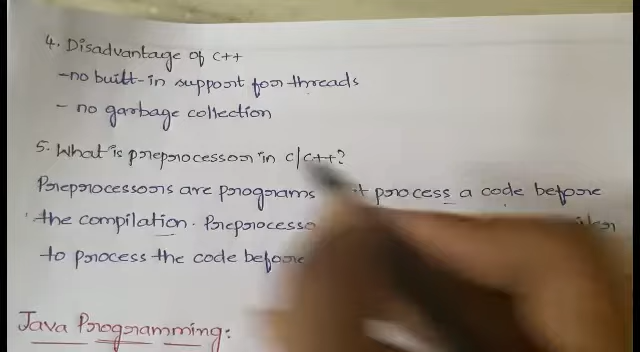 4. Disadvantage of C++
- no built-in support for threads
- no garbage collection
5. What is preprocessor in C/C++?
Preprocessors are programs process a code before
the compilation.
to process the code before
Java Programming: